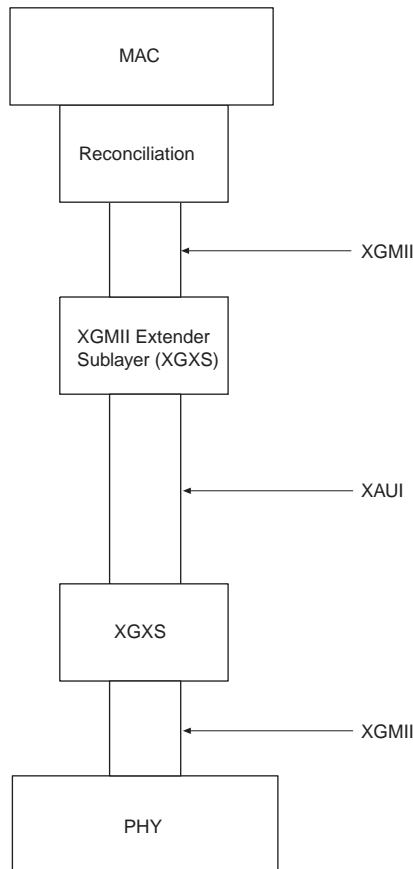 MAC
Reconciliation
XGMII
XGMII Extender
Sublayer (XGXS)
XAUI
XGXS
XGMII
PHY